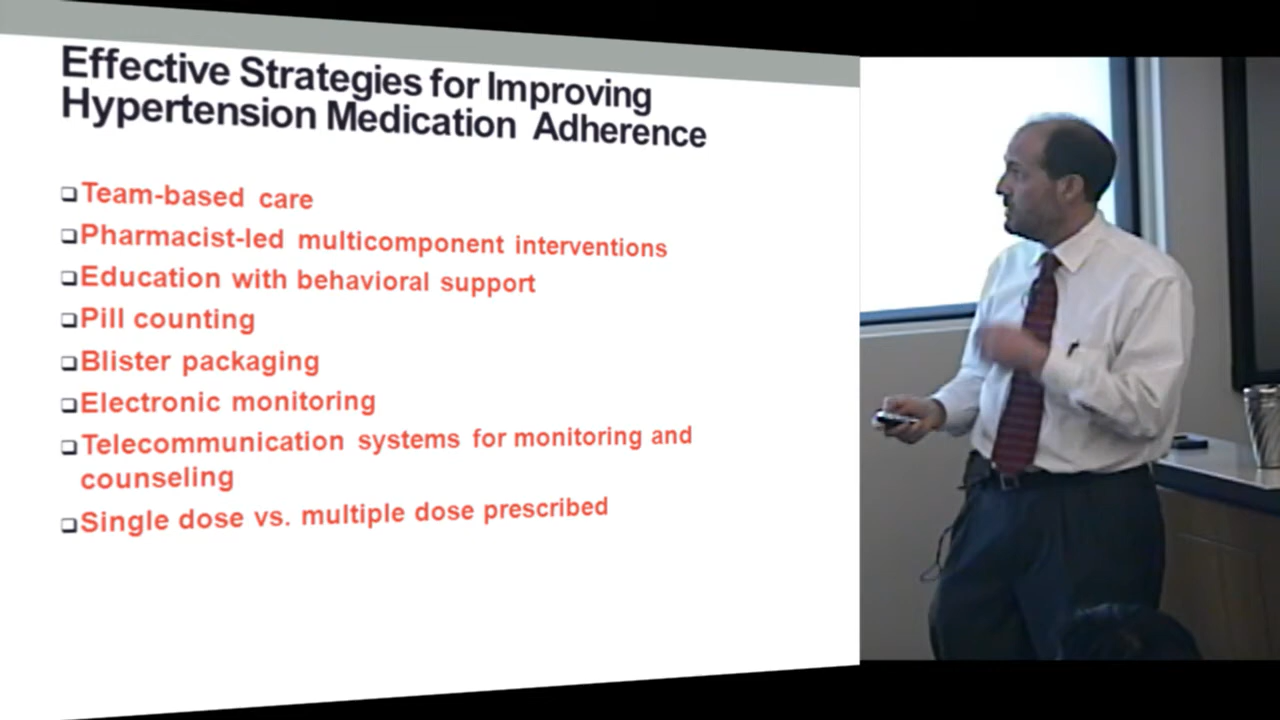 Effective Strategies for Improving
Hypertension Medication Adherence
❑Team-based care
❑Pharmacist-led multicomponent interventions
❑Education with behavioral support
❑Pill counting
❑Blister packaging
❑Electronic monitoring
❑Telecommunication systems for monitoring and
counseling
❑Single dose vs. multiple dose prescribed